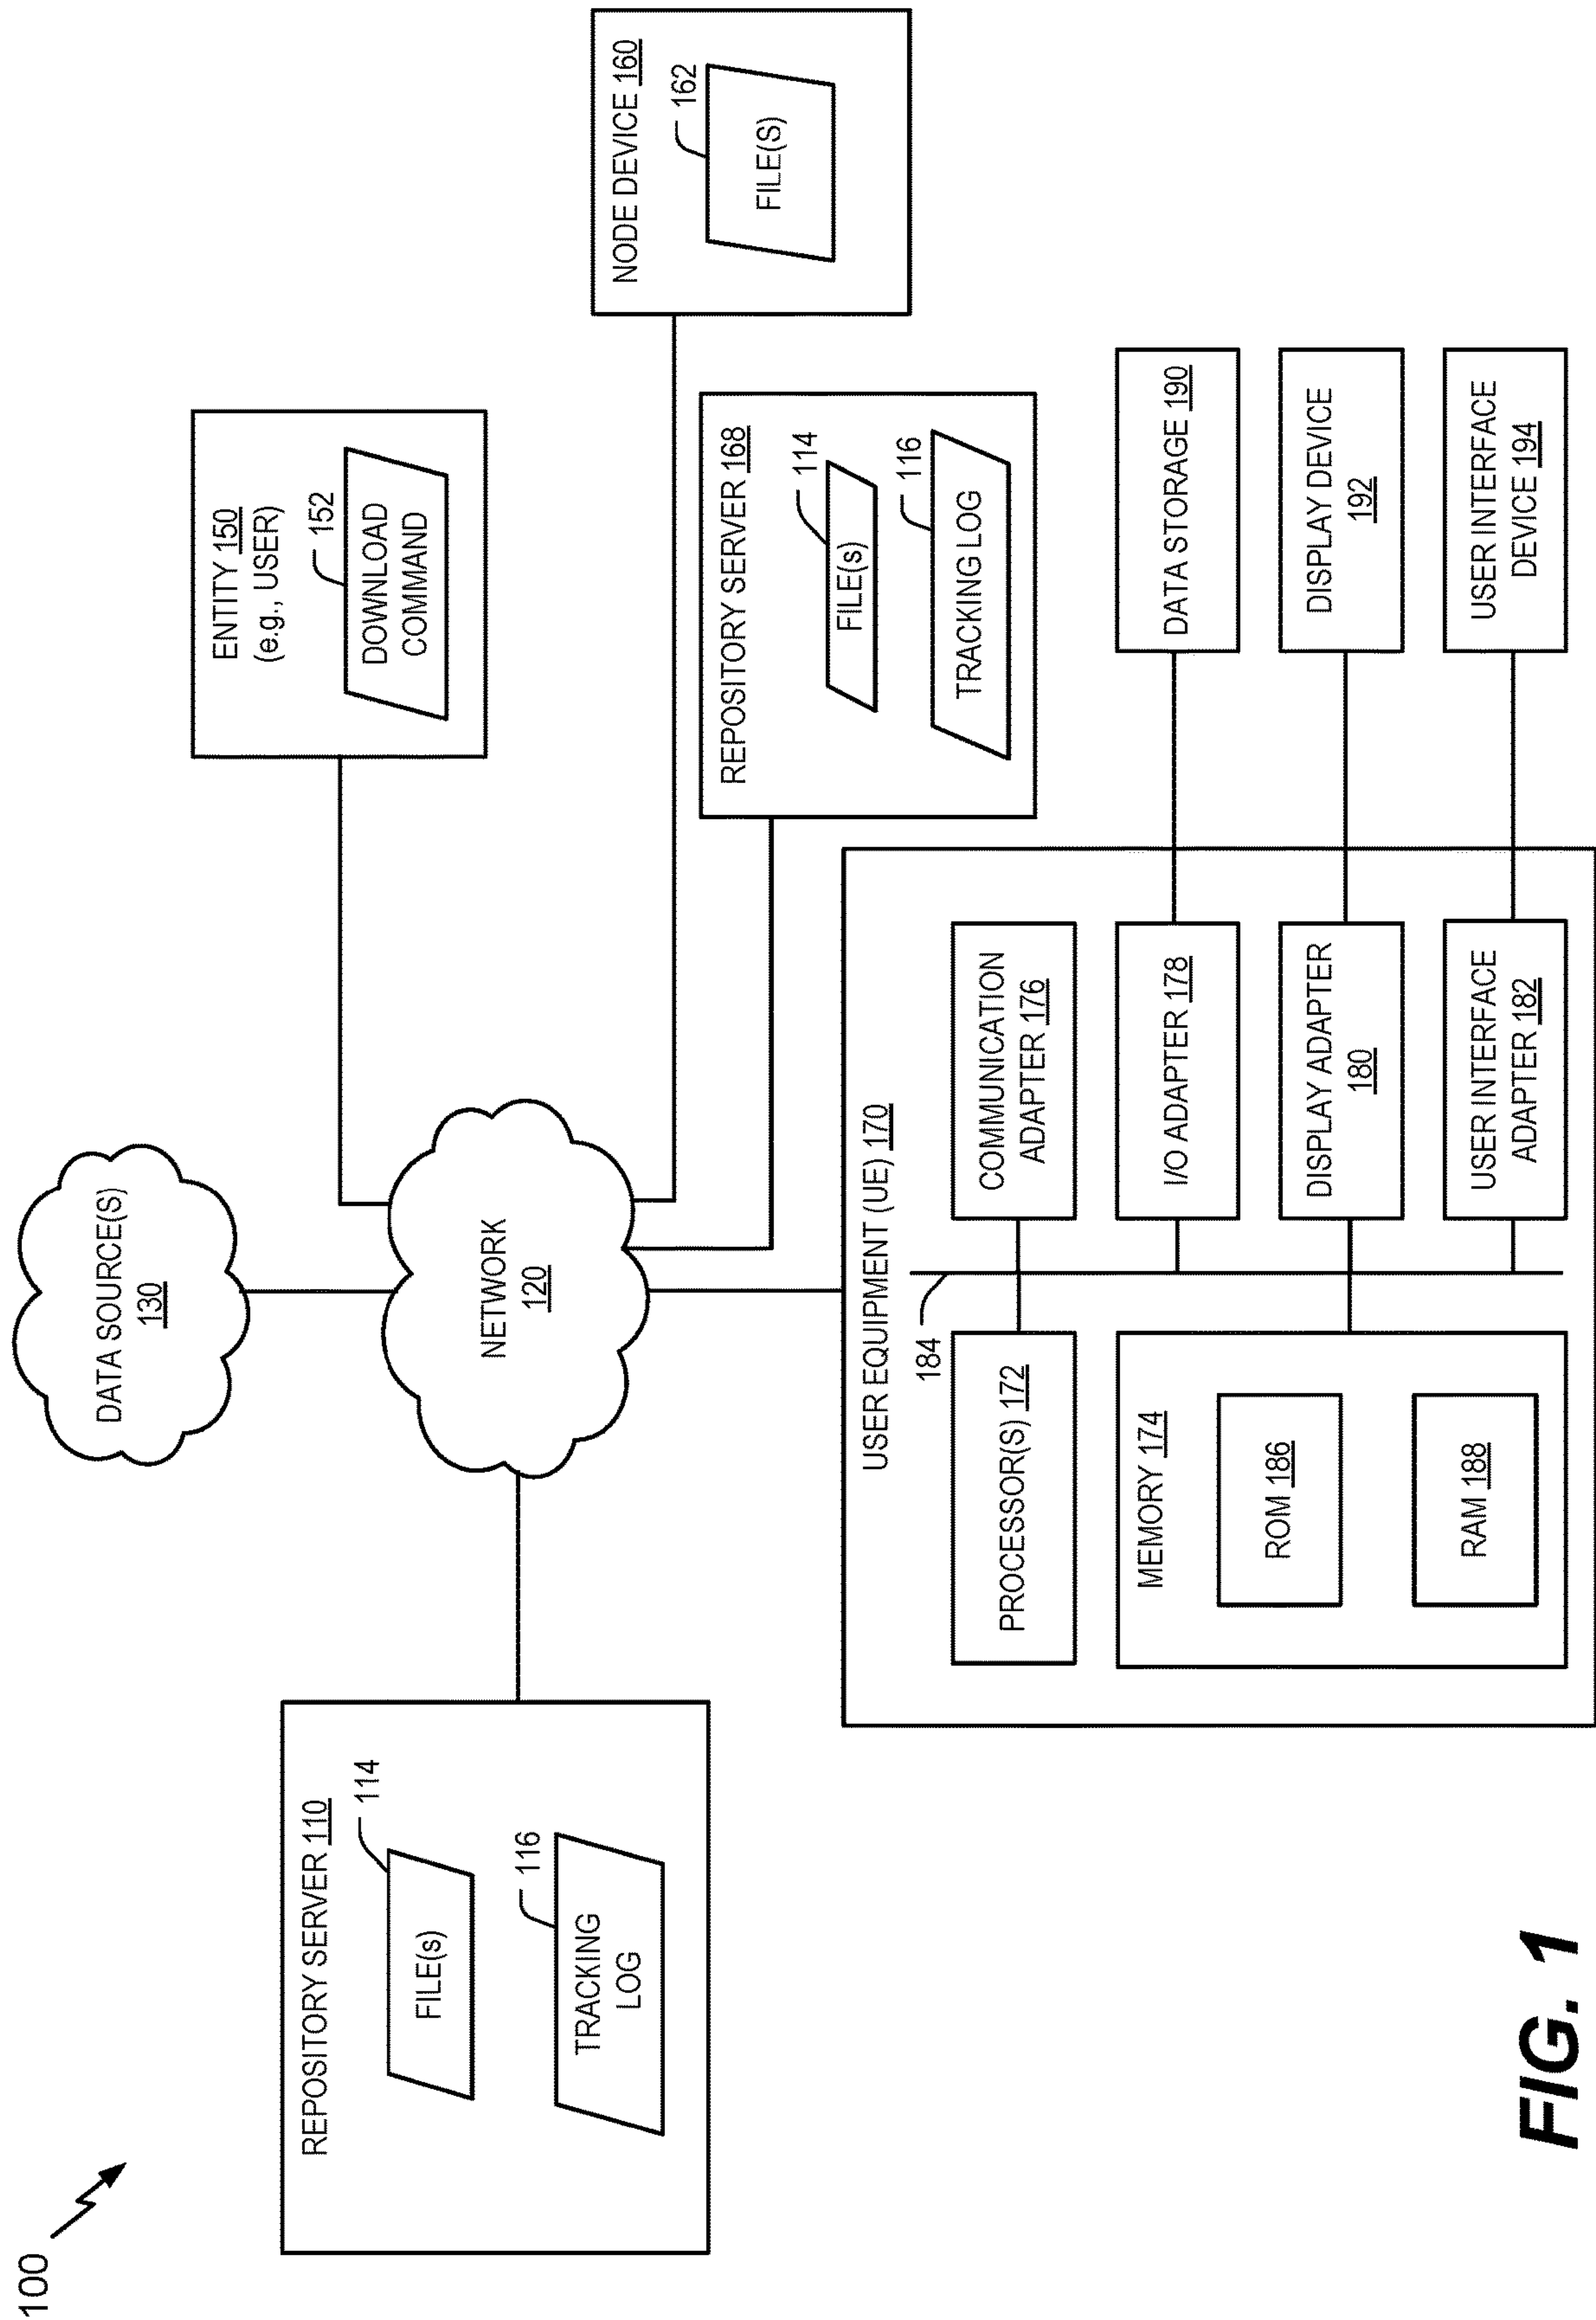 100
DATA SOURCE(S)
130
REPOSITORY SERVER 110
114
FILE(s)
116
TRACKING
LOG
NETWORK
120
ENTITY 150
(e.g., USER)
152
DOWNLOAD
COMMAND
NODE DEVICE 160
162
FILE(S)
REPOSITORY SERVER 168
114
FILE(s)
116
TRACKING LOG
USER EQUIPMENT (UE) 170
184
PROCESSOR(S) 172
MEMORY 174
ROM 186
RAM 188
COMMUNICATION
ADAPTER 176
I/O ADAPTER 178
DISPLAY ADAPTER
180
USER INTERFACE
ADAPTER 182
DATA STORAGE 190
DISPLAY DEVICE
192
USER INTERFACE
DEVICE 194
FIG. 1